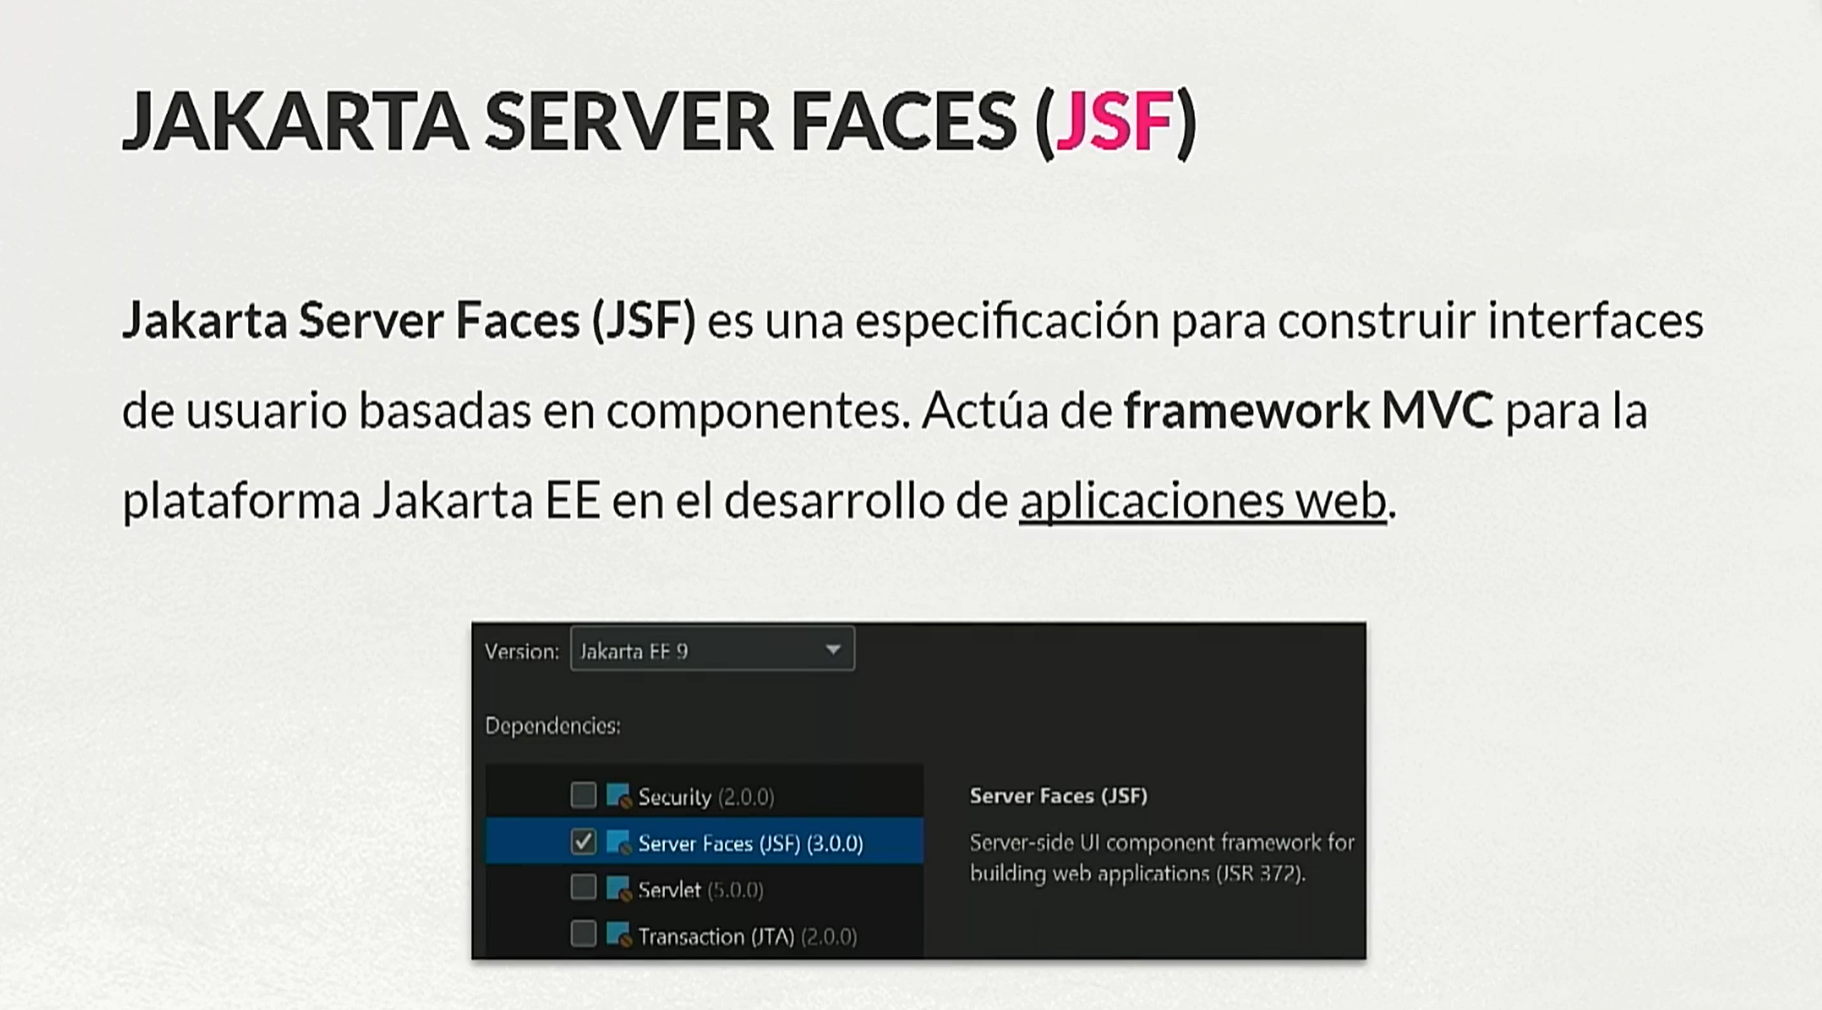 JAKARTA SERVER FACES (JSF)
Jakarta Server Faces (JSF) es una especificación para construir interfaces
de usuario basadas en componentes. Actúa de framework MVC para la
plataforma Jakarta EE en el desarrollo de aplicaciones web.
Version: Jakarta EE 9
Dependencies:
Security (2.0.0)
Server Faces (JSF) (3.0.0)
Servlet (5.0.0)
Transaction (JTA) (2.0.0)
Server Faces (JSF)
Server-side UI component framework for
building web applications (JSR 372).